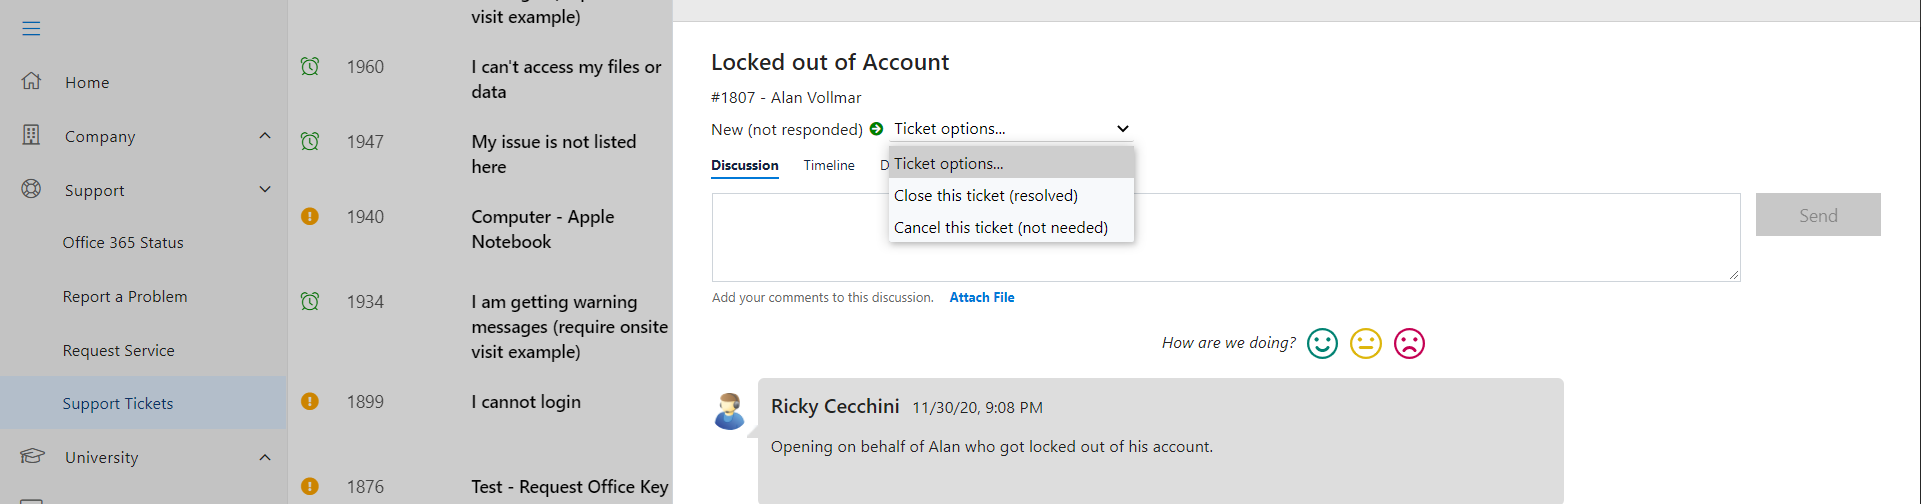 Home
Company
Support
Office 365 Status
Report a Problem
Request Service
Support Tickets
University
visit example)
1960
I can't access my files or
data
1947
My issue is not listed
here
1940
Computer - Apple
Notebook
1934
I am getting warning
messages (require onsite
visit example)
1899
I cannot login
1876
Test - Request Office Key
Locked out of Account
#1807 - Alan Vollmar
New (not responded) Ticket options...
Discussion Timeline D
Ticket options...
Close this ticket (resolved)
Cancel this ticket (not needed)
Send
Add your comments to this discussion. Attach File
How are we doing?
Ricky Cecchini 11/30/20, 9:08 PM
Opening on behalf of Alan who got locked out of his account.